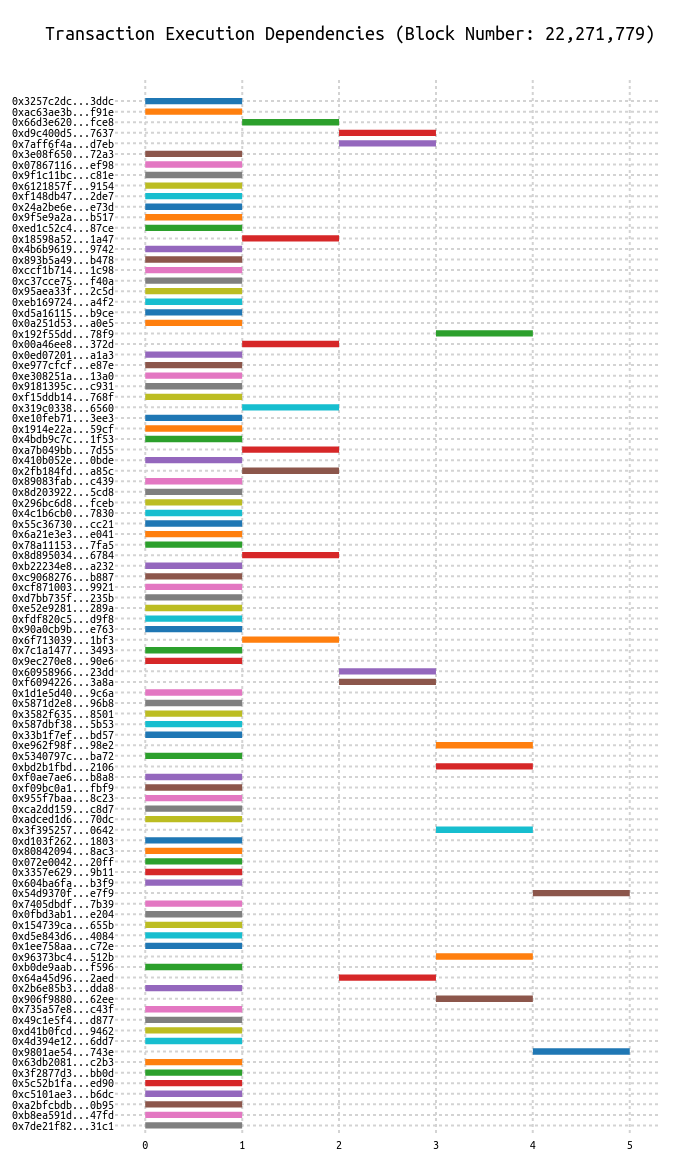 Transaction Execution Dependencies (Block Number: 22,271,779)
0x3257c2dc...3ddc
0xac63ae3b...f91e
0x66d3e620...fce8
0xd9c400d5...7637
0x7aff6f4a...d7eb
0x3e08f650...72a3
0x07867116...ef98
0x9f1c11bc...c81e
0x6121857f...9154
0xf148db47...2de7
0x24a2be6e...e73d
0x9f5e9a2a...b517
0xed1c52c4...87ce
0x18598a52...1a47
0x4b6b9619...9742
0x893b5a49...b478
0xccf1b714...1c98
0xc37cce75...f40a
0x95aea33f...2c5d
0xeb169724...a4f2
0xd5a16115...b9ce
0x0a251d53...a0e5
0x192f55dd...78f9
0x00a46ee8...372d
0x0ed07201...a1a3
0xe977cfcf...e87e
0xe308251a...13a0
0x9181395c...c931
0xf15ddb14...768f
0x319c0338...6560
0xe10feb71...3ee3
0x1914e22a...59cf
0x4bdb9c7c...1f53
0xa7b049bb...7d55
0x410b052e...0bde
0x2fb184fd...a85c
0x89083fab...c439
0x8d203922...5cd8
0x296bc6d8...fceb
0x4c1b6cb0...7830
0x55c36730...cc21
0x6a21e3e3...e041
0x78a11153...7fa5
0x8d895034...6784
0xb22234e8...a232
0xc9068276...b887
0xcf871003...9921
0xd7bb735f...235b
0xe52e9281...289a
0xfdf820c5...d9f8
0x90a0cb9b...e763
0x6f713039...1bf3
0x7c1a1477...3493
0x9ec270e8...90e6
0x60958966...23dd
0xf6094226...3a8a
0x1d1e5d40...9c6a
0x5871d2e8...96b8
0x3582f635...8501
0x587dbf38...5b53
0x33b1f7ef...bd57
0xe962f98f...98e2
0x5340797c...ba72
0xbd2b1fbd...2106
0xf0ae7ae6...b8a8
0xf09bc0a1...fbf9
0x955f7baa...8c23
0xca2dd159...c8d7
0xadced1d6...70dc
0x3f395257...0642
0xd103f262...1803
0x80842094...8ac3
0x072e0042...20ff
0x3357e629...9b11
0x604ba6fa...b3f9
0x54d9370f...e7f9
0x7405dbdf...7b39
0x0fbd3ab1...e204
0x154739ca...655b
0xd5e843d6...4084
0x1ee758aa...c72e
0x96373bc4...512b
0xb0de9aab...f596
0x64a45d96...2aed
0x2b6e85b3...dda8
0x906f9880...62ee
0x735a57e8...c43f
0x49c1e5f4...d877
0xd41b0fcd...9462
0x4d394e12...6dd7
0x9801ae54...743e
0x63db2081...c2b3
0x3f2877d3...bb0d
0x5c52b1fa...ed90
0xc5101ae3...b6dc
0xa2bfcbdb...0b95
0xb8ea591d...47fd
0x7de21f82...31c1
0 1 2 3 4 5